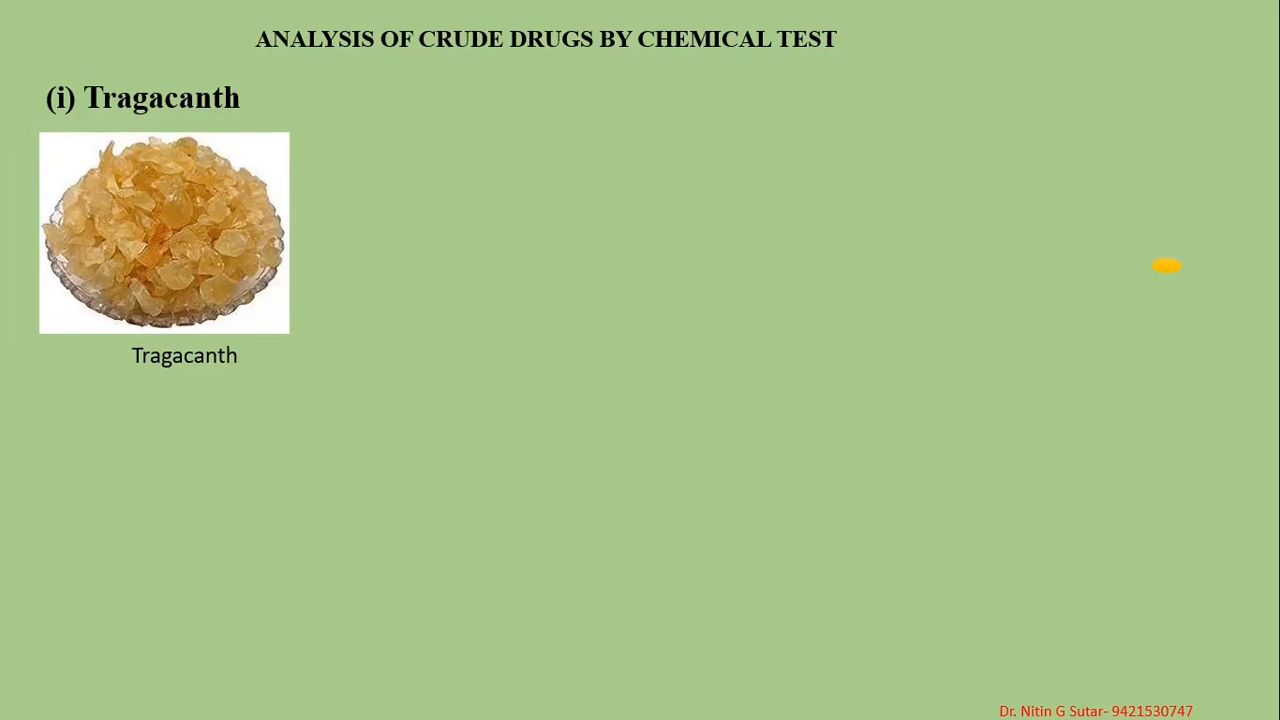 ANALYSIS OF CRUDE DRUGS BY CHEMICAL TEST
(i) Tragacanth
Tragacanth
Dr. Nitin G Sutar- 9421530747